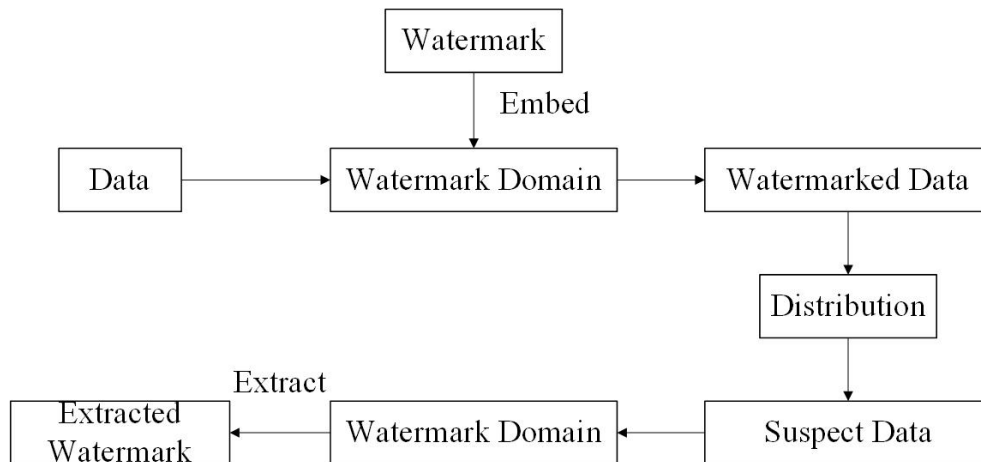 Watermark
Embed
Data
Watermark Domain
Watermarked Data
Distribution
Extract
Extracted
Watermark
Watermark Domain
Suspect Data